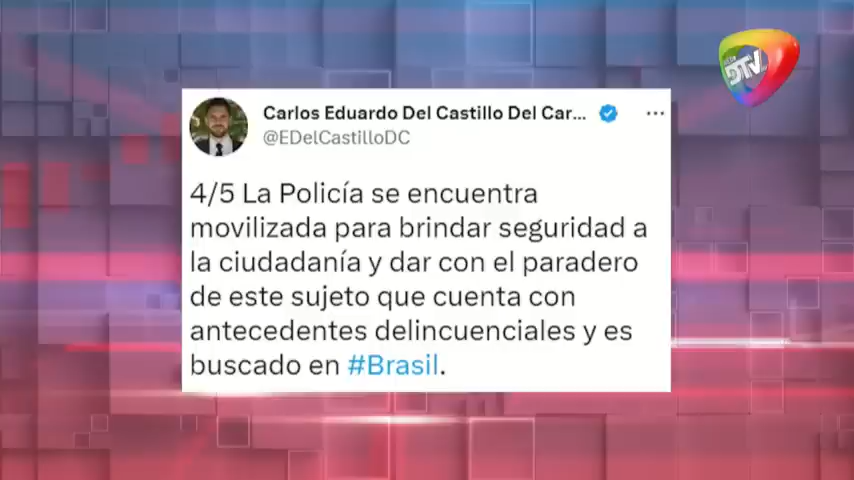 DTV
Carlos Eduardo Del Castillo Del Car...
@EDelCastilloDC
4/5 La Policía se encuentra
movilizada para brindar seguridad a
la ciudadanía y dar con el paradero
de este sujeto que cuenta con
antecedentes delincuenciales y es
buscado en #Brasil.